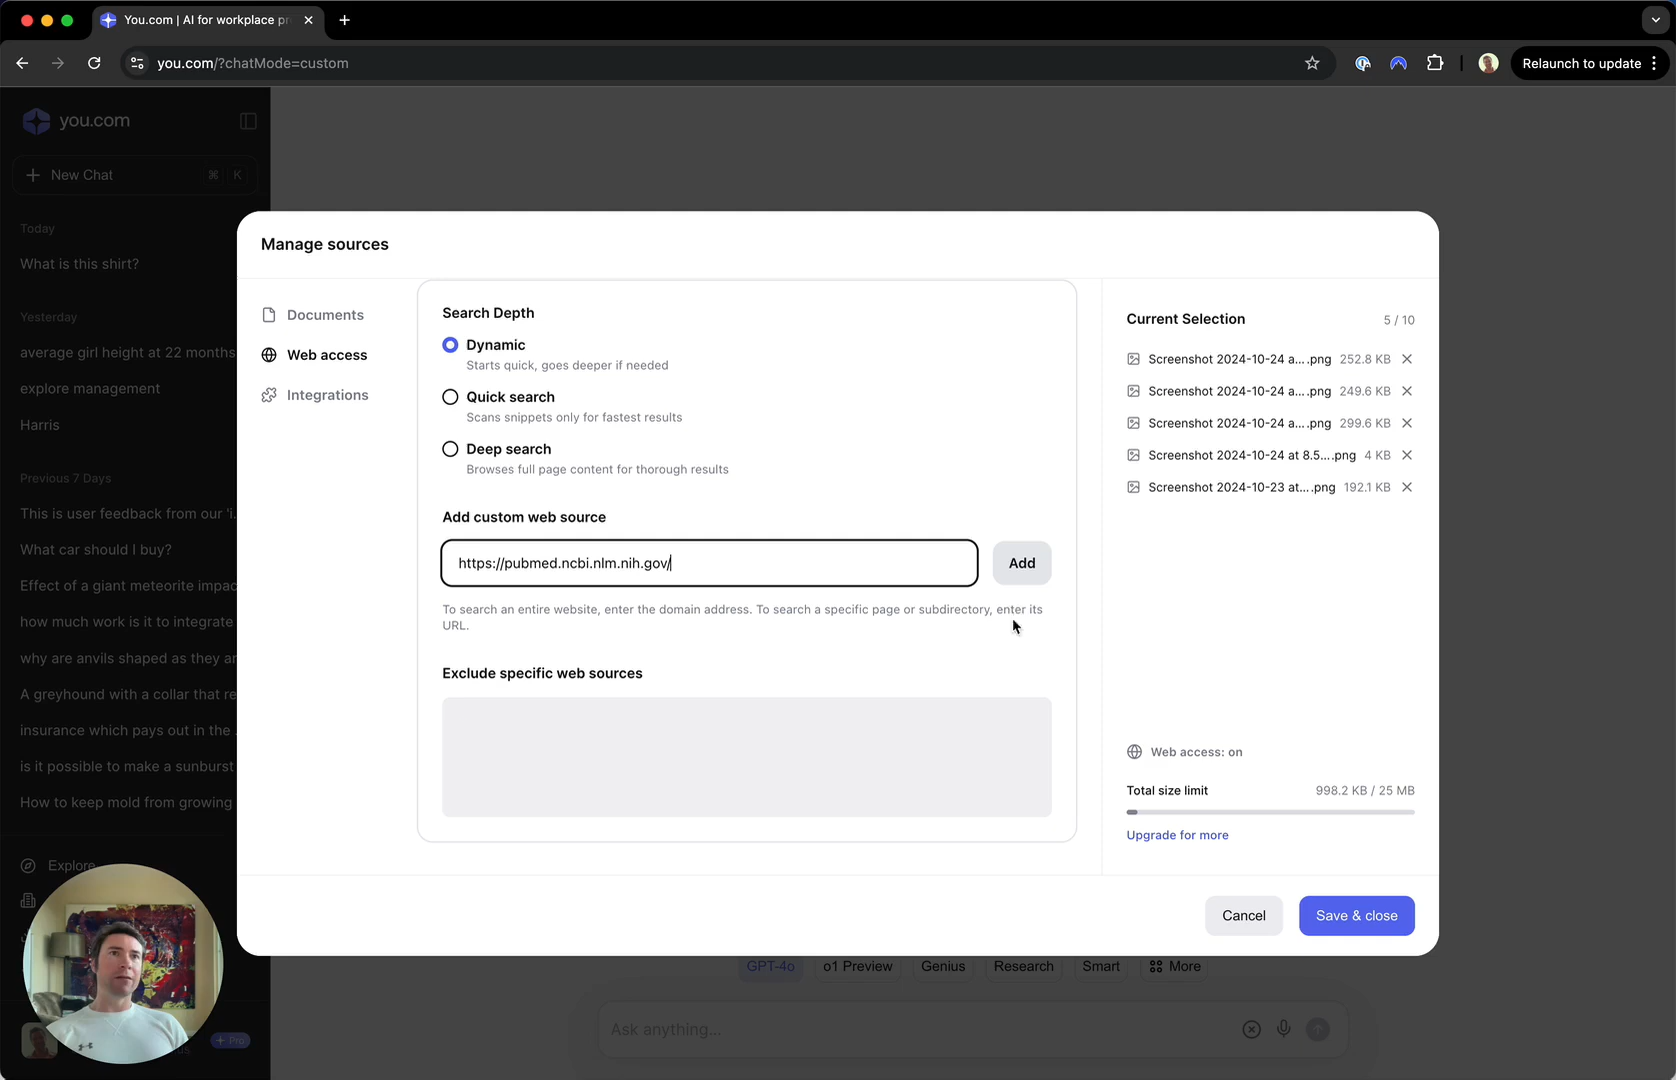 You.com | AI for workplace pr
you.com/?chatMode=custom
Relaunch to update
you.com
New Chat
⌘ K
Today
What is this shirt?
Yesterday
average girl height at 22 months
explore management
Harris
Previous 7 Days
This is user feedback from our 'i...
What car should I buy?
Effect of a giant meteorite impac
how much work is it to integrate
why are anvils shaped as they ar
A greyhound with a collar that re
insurance which pays out in the .
is it possible to make a sunburst
How to keep mold from growing
Explore
Pro
Manage sources
Documents
Web access
Integrations
Search Depth
Dynamic
Starts quick, goes deeper if needed
Quick search
Scans snippets only for fastest results
Deep search
Browses full page content for thorough results
Add custom web source
https://pubmed.ncbi.nlm.nih.gov/
Add
To search an entire website, enter the domain address. To search a specific page or subdirectory, enter its
URL.
Exclude specific web sources
Current Selection
5 / 10
Screenshot 2024-10-24 a... .png 252.8 KB
Screenshot 2024-10-24 a... .png 249.6 KB
Screenshot 2024-10-24 a... .png 299.6 KB
Screenshot 2024-10-24 at 8.5... .png 4 KB
Screenshot 2024-10-23 at... .png 192.1 KB
Web access: on
Total size limit
998.2 KB / 25 MB
Upgrade for more
Cancel
Save & close
GPT-4o
o1 Preview
Genius
Research
Smart
More
Ask anything...